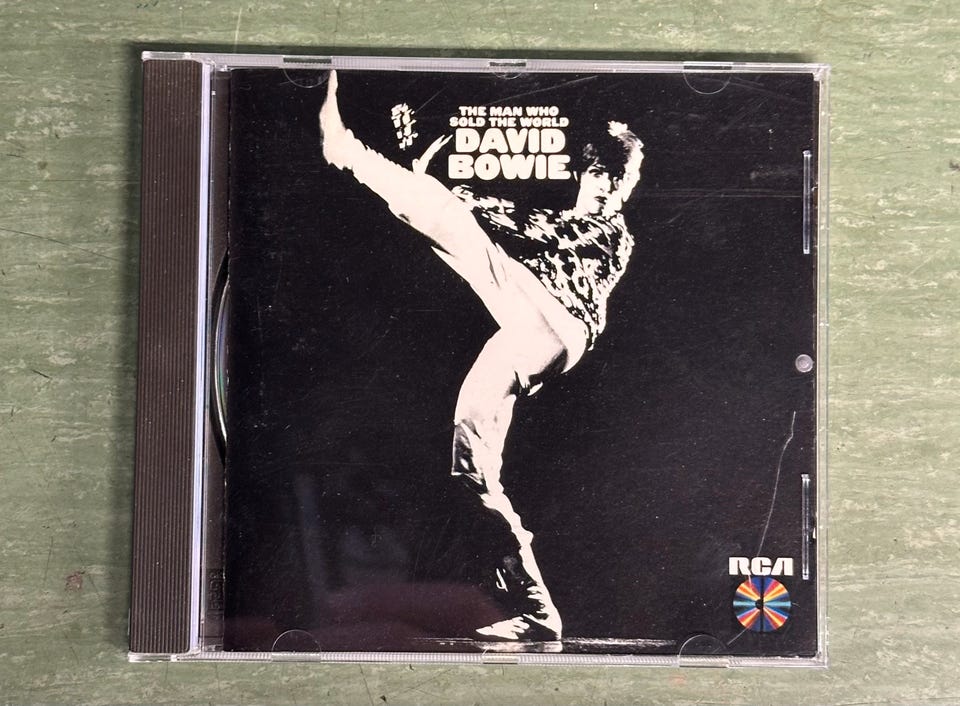 THE MAN WHO
SOLD THE WORLD
DAVID
BOWIE
RCA